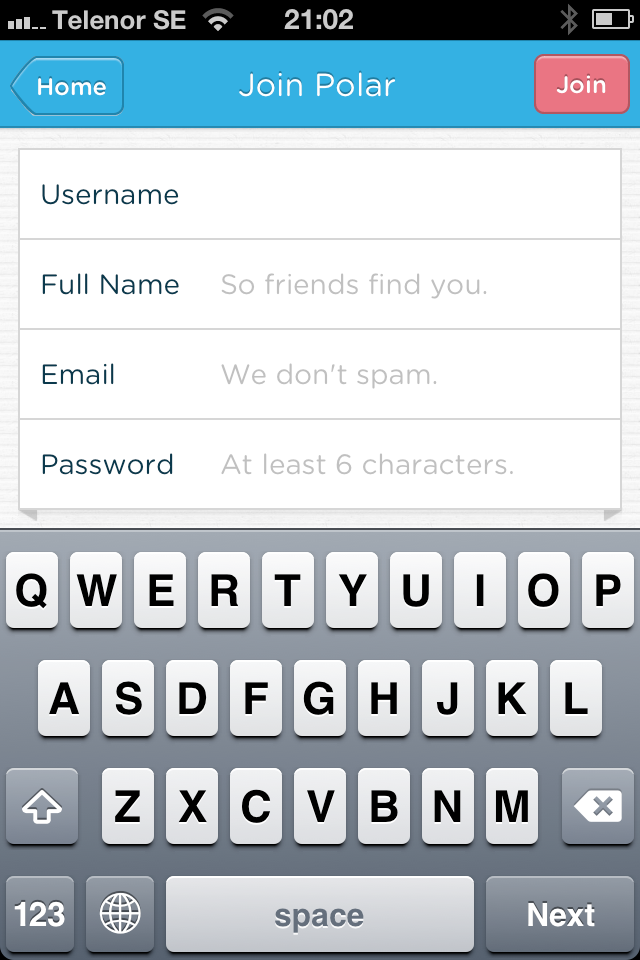 Telenor SE 21:02
Home Join Polar Join
Username
Full Name So friends find you.
Email We don't spam.
Password At least 6 characters.
Q W E R T Y U I O P
A S D F G H J K L
Z X C V B N M
123 space Next